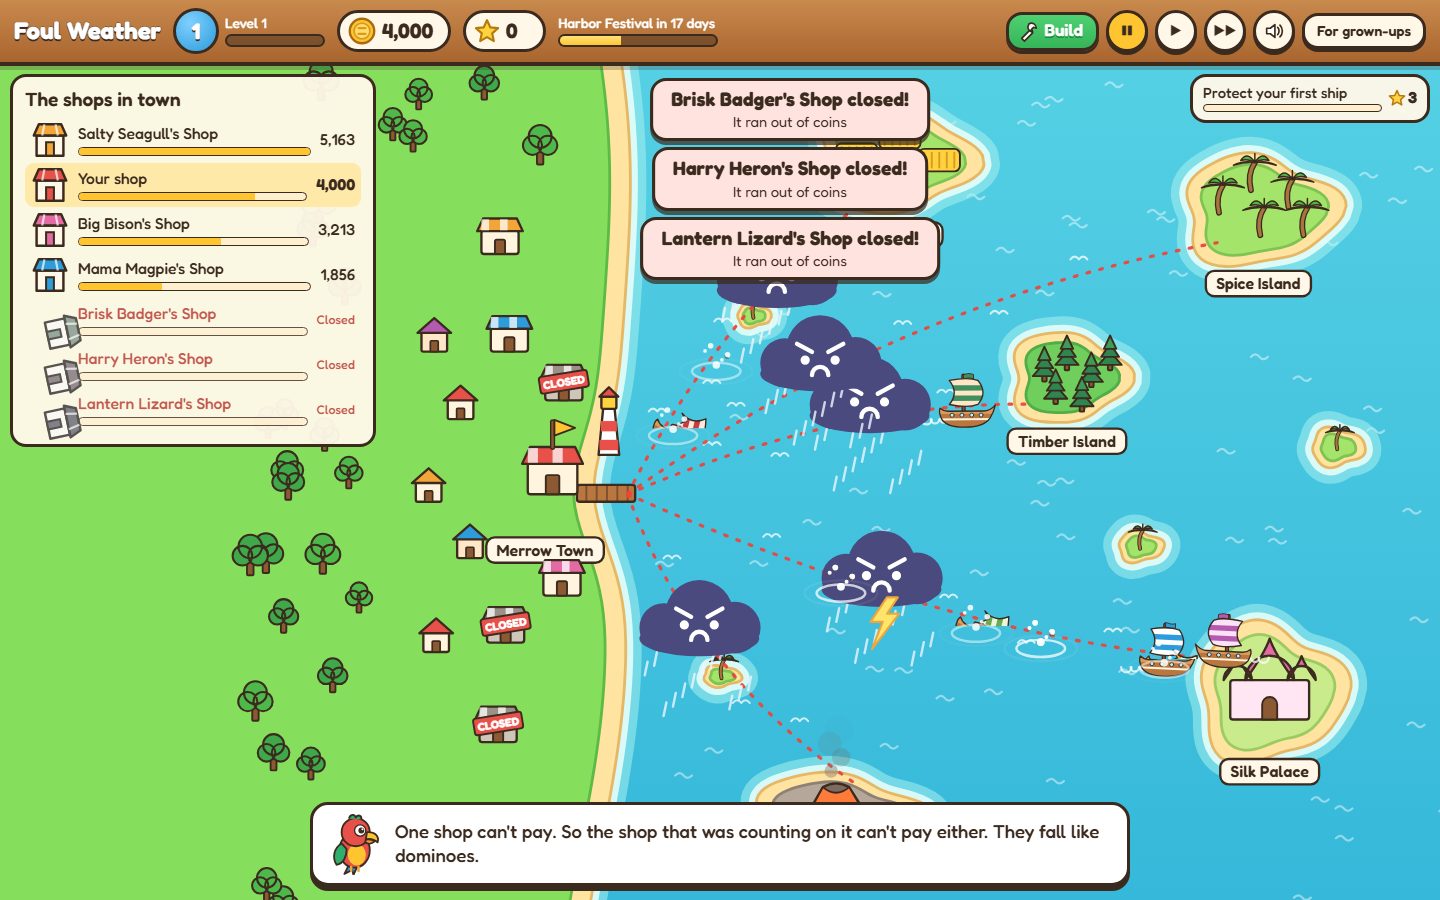 Foul Weather
1
Level 1
4,000
0
Harbor Festival in 17 days
Build
For grown-ups
The shops in town
Salty Seagull's Shop
5,163
Your shop
4,000
Big Bison's Shop
3,213
Mama Magpie's Shop
1,856
Brisk Badger's Shop
Closed
Harry Heron's Shop
Closed
Lantern Lizard's Shop
Closed
Brisk Badger's Shop closed!
It ran out of coins
Harry Heron's Shop closed!
It ran out of coins
Lantern Lizard's Shop closed!
It ran out of coins
Protect your first ship
3
Spice Island
Timber Island
CLOSED
Merrow Town
CLOSED
CLOSED
Silk Palace
One shop can't pay. So the shop that was counting on it can't pay either. They fall like
dominoes.